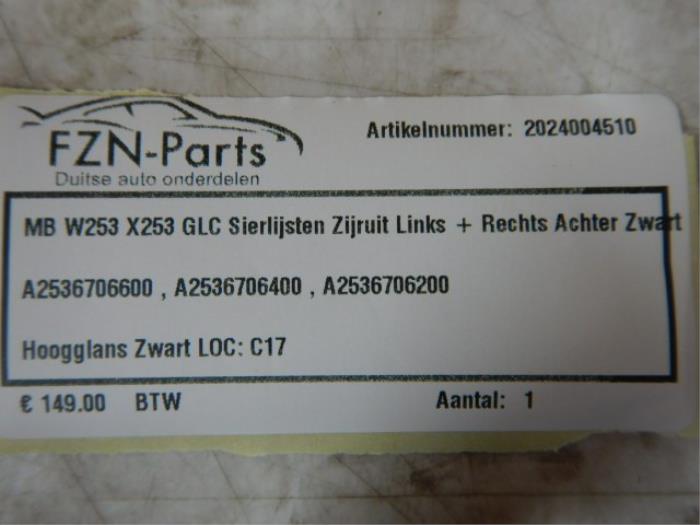 FZN-Parts
Duitse auto onderdelen
Artikelnummer: 2024004510
MB W253 X253 GLC Sierlijsten Zijruit Links + Rechts Achter Zwart
A2536706600 , A2536706400 , A2536706200
Hoogglans Zwart LOC: C17
€ 149.00 BTW Aantal: 1